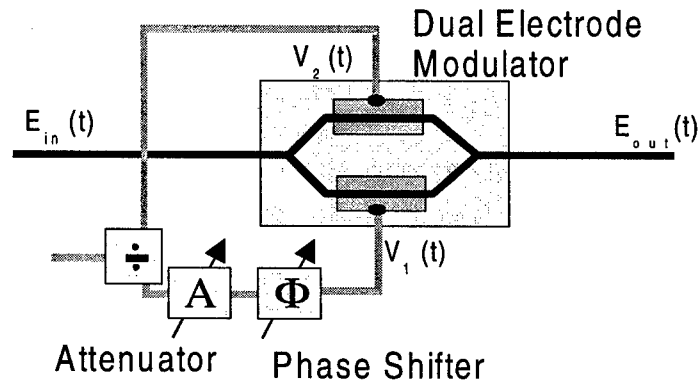 Dual Electrode
Modulator
V2 (t)
Ein (t)
Eout (t)
V1 (t)
÷
A
Φ
Attenuator
Phase Shifter